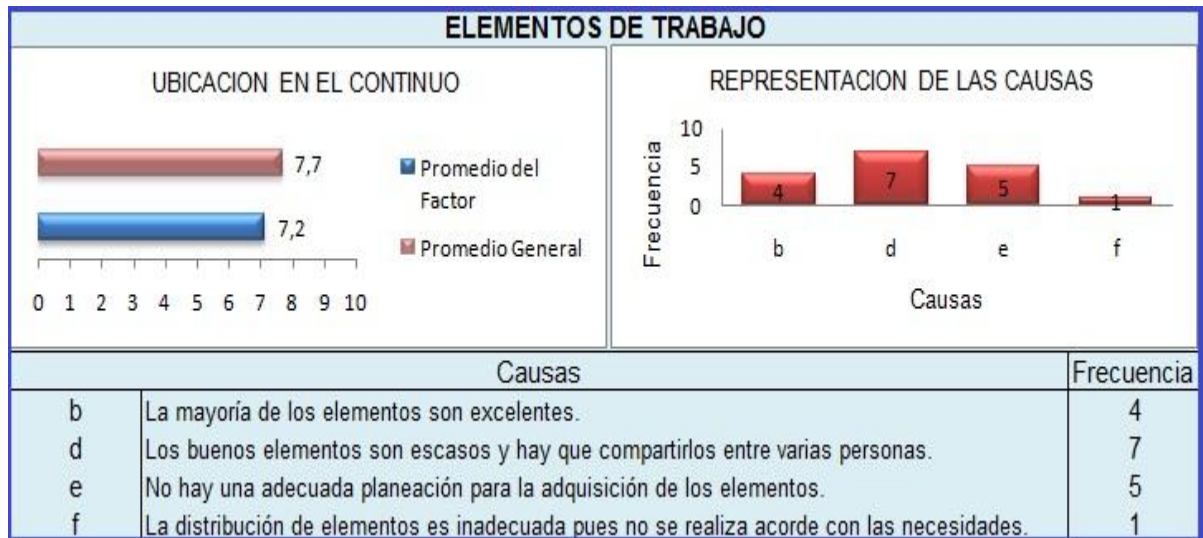 ELEMENTOS DE TRABAJO
UBICACION EN EL CONTINUO
7,7
7,2
Promedio del
Factor
Promedio General
0 1 2 3 4 5 6 7 8 9 10
REPRESENTACION DE LAS CAUSAS
Frecuencia
10
5
0
4 7 5 1
b d e f
Causas
Causas Frecuencia
b La mayoría de los elementos son excelentes. 4
d Los buenos elementos son escasos y hay que compartirlos entre varias personas. 7
e No hay una adecuada planeación para la adquisición de los elementos. 5
f La distribución de elementos es inadecuada pues no se realiza acorde con las necesidades. 1